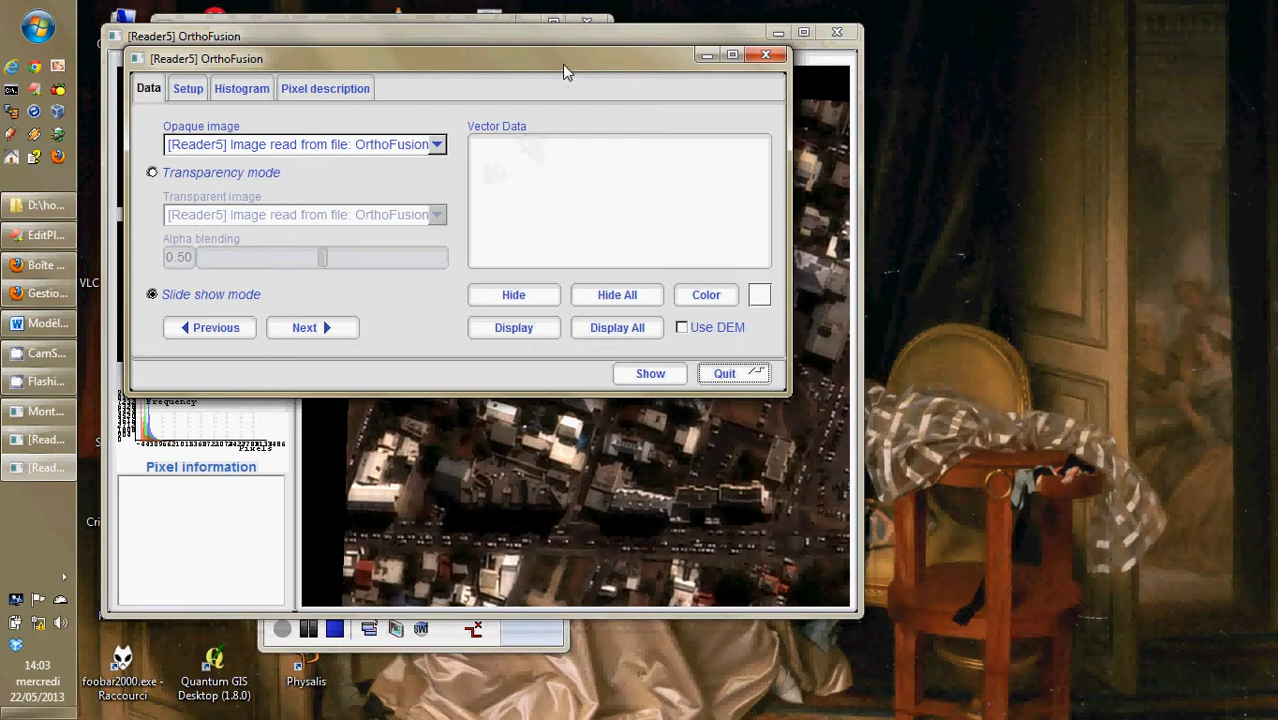 [Reader5] OrthoFusion
[Reader5] OrthoFusion
Data
Setup
Histogram
Pixel description
Opaque image
[Reader5] Image read from file: OrthoFusion
Transparency mode
Transparent image
[Reader5] Image read from file: OrthoFusion
Alpha blending
0.50
Slide show mode
Previous
Next
Vector Data
Hide
Hide All
Color
Display
Display All
Use DEM
Show
Quit
Frequency
Pixels
Pixel information
D:\ho...
EditPl...
Boîte ...
Gestio...
Modèl...
CamS...
Flashi...
Mont...
[Read...
[Read...
VLC
Cri
14:03
mercredi
22/05/2013
foobar2000.exe -
Raccourci
Quantum GIS
Desktop (1.8.0)
Physalis